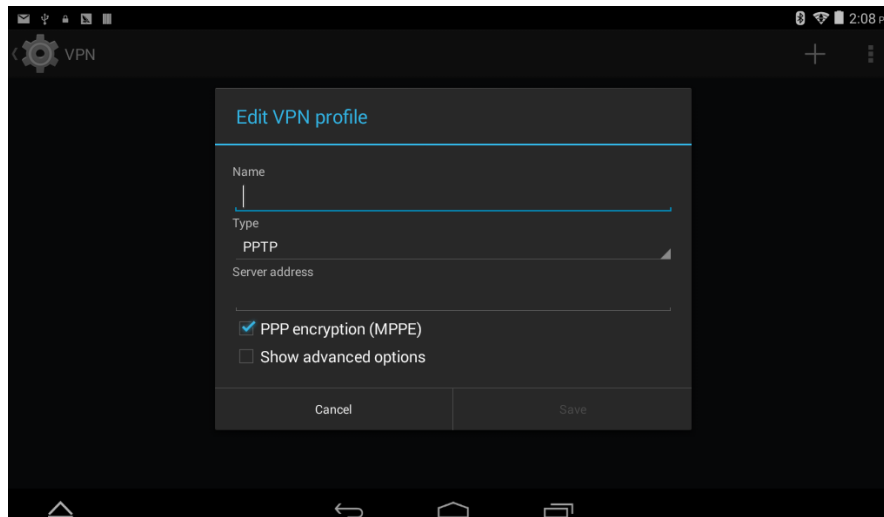 2:08 P
VPN
Edit VPN profile
Name
Type
PPTP
Server address
PPP encryption (MPPE)
Show advanced options
Cancel
Save